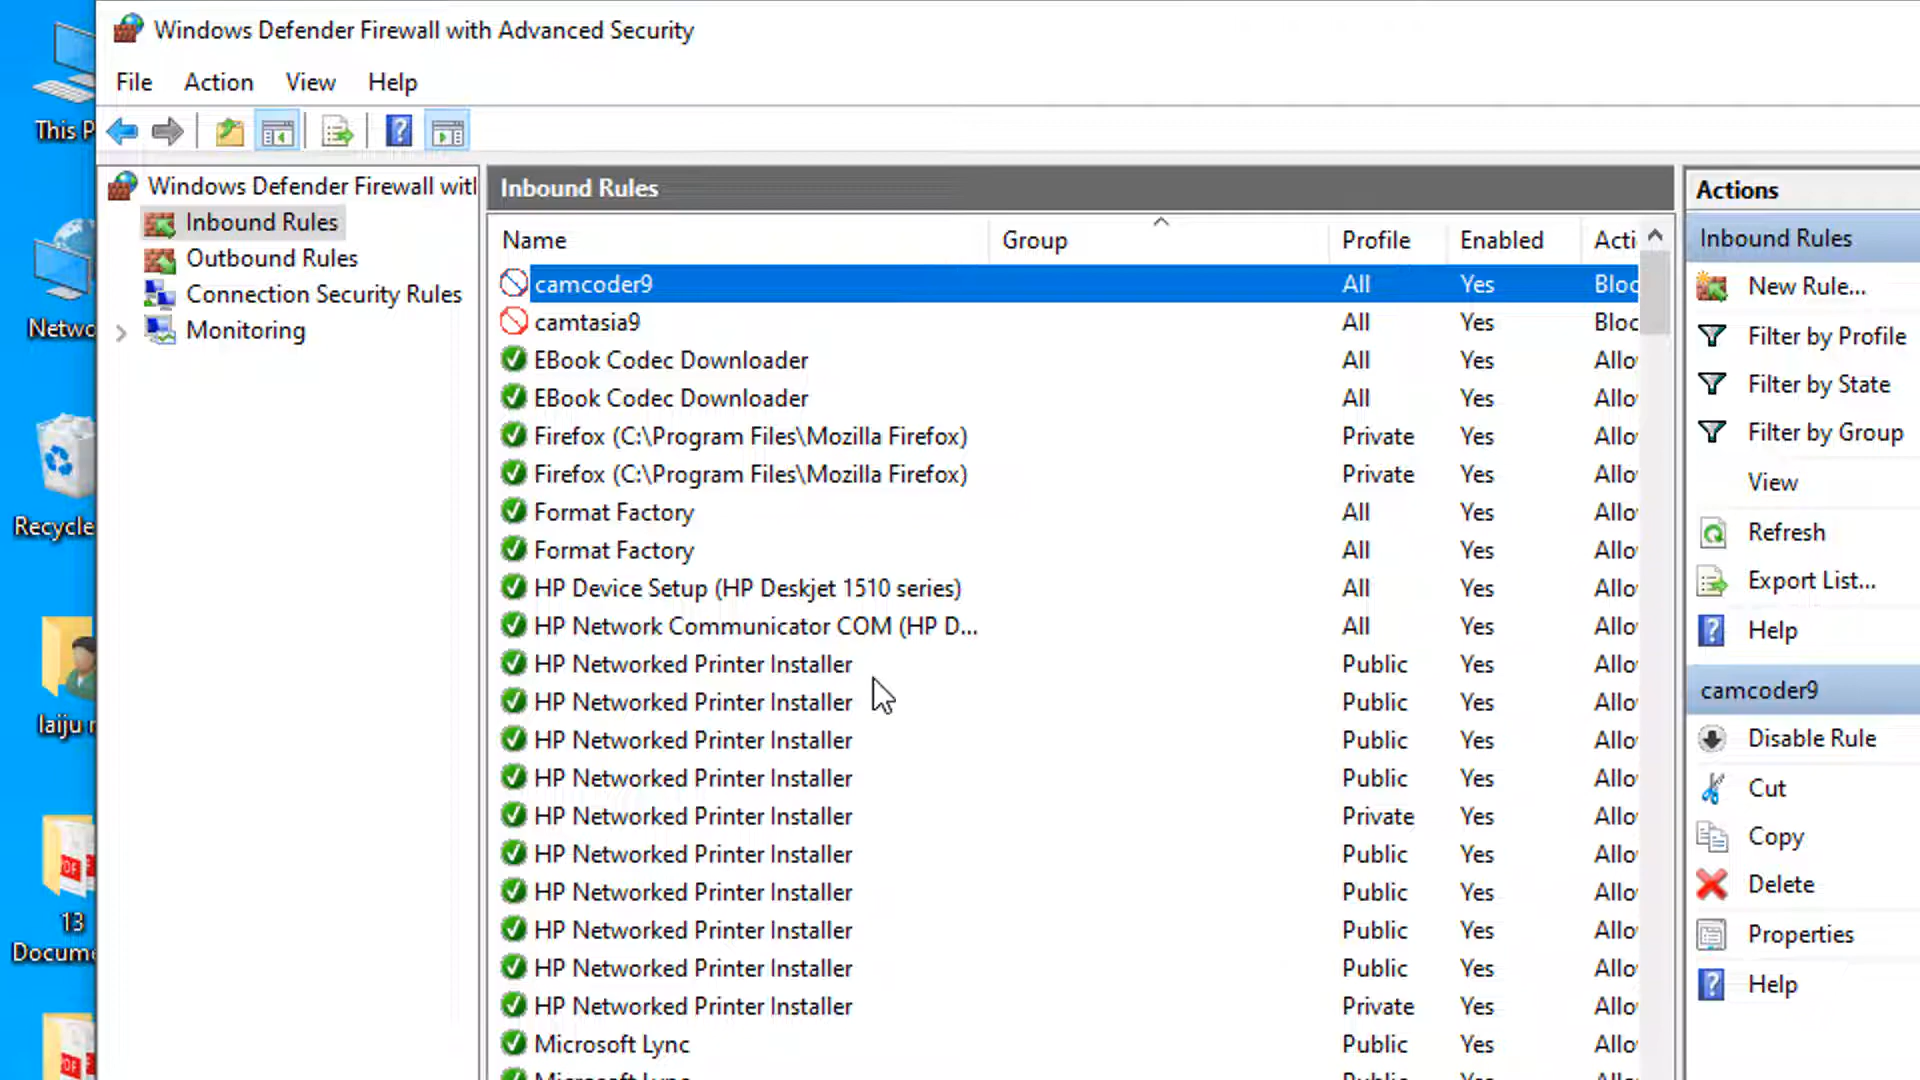 Windows Defender Firewall with Advanced Security
File Action View Help
This P
Netwo
Recycle
laiju
13
Docume
Windows Defender Firewall wit
Inbound Rules
Outbound Rules
Connection Security Rules
Monitoring
Inbound Rules
Name Group Profile Enabled Acti
camcoder9 All Yes Bloc
camtasia9 All Yes Bloc
EBook Codec Downloader All Yes Allo
EBook Codec Downloader All Yes Allo
Firefox (C:\Program Files\Mozilla Firefox) Private Yes Allo
Firefox (C:\Program Files\Mozilla Firefox) Private Yes Allo
Format Factory All Yes Allo
Format Factory All Yes Allo
HP Device Setup (HP Deskjet 1510 series) All Yes Allo
HP Network Communicator COM (HP D... All Yes Allo
HP Networked Printer Installer Public Yes Allo
HP Networked Printer Installer Public Yes Allo
HP Networked Printer Installer Public Yes Allo
HP Networked Printer Installer Public Yes Allo
HP Networked Printer Installer Private Yes Allo
HP Networked Printer Installer Public Yes Allo
HP Networked Printer Installer Public Yes Allo
HP Networked Printer Installer Public Yes Allo
HP Networked Printer Installer Public Yes Allo
HP Networked Printer Installer Private Yes Allo
Microsoft Lync Public Yes Allo
Actions
Inbound Rules
New Rule...
Filter by Profile
Filter by State
Filter by Group
View
Refresh
Export List...
Help
camcoder9
Disable Rule
Cut
Copy
Delete
Properties
Help